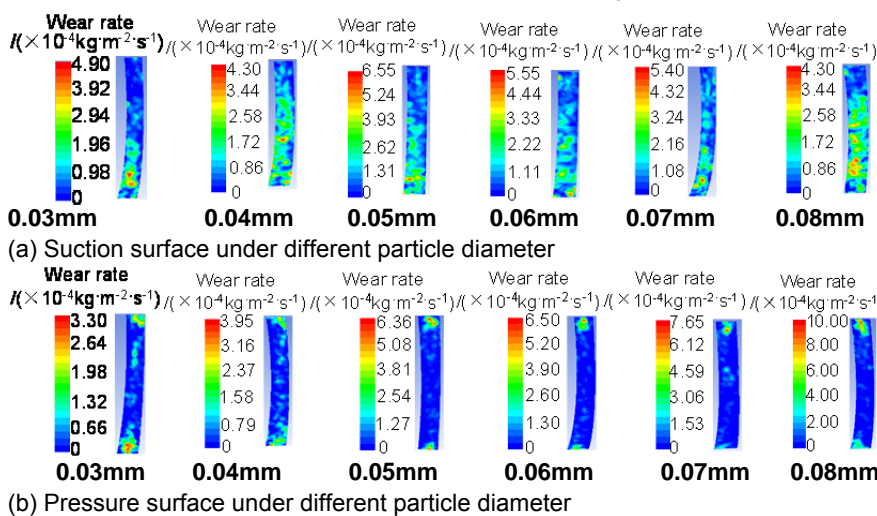 Wear rate Wear rate Wear rate Wear rate Wear rate Wear rate
/(×10⁻⁴kg·m⁻²·s⁻¹) /(×10⁻⁴kg·m⁻²·s⁻¹) /(×10⁻⁴kg·m⁻²·s⁻¹) /(×10⁻⁴kg·m⁻²·s⁻¹) /(×10⁻⁴kg·m⁻²·s⁻¹) /(×10⁻⁴kg·m⁻²·s⁻¹)
4.90 4.30 6.55 5.55 5.40 4.30
3.92 3.44 5.24 4.44 4.32 3.44
2.94 2.58 3.93 3.33 3.24 2.58
1.96 1.72 2.62 2.22 2.16 1.72
0.98 0.86 1.31 1.11 1.08 0.86
0 0 0 0 0 0
0.03mm 0.04mm 0.05mm 0.06mm 0.07mm 0.08mm
(a) Suction surface under different particle diameter
Wear rate Wear rate Wear rate Wear rate Wear rate Wear rate
/(×10⁻⁴kg·m⁻²·s⁻¹) /(×10⁻⁴kg·m⁻²·s⁻¹) /(×10⁻⁴kg·m⁻²·s⁻¹) /(×10⁻⁴kg·m⁻²·s⁻¹) /(×10⁻⁴kg·m⁻²·s⁻¹) /(×10⁻⁴kg·m⁻²·s⁻¹
3.30 3.95 6.36 6.50 7.65 10.00
2.64 3.16 5.08 5.20 6.12 8.00
1.98 2.37 3.81 3.90 4.59 6.00
1.32 1.58 2.54 2.60 3.06 4.00
0.66 0.79 1.27 1.30 1.53 2.00
0 0 0 0 0 0
0.03mm 0.04mm 0.05mm 0.06mm 0.07mm 0.08mm
(b) Pressure surface under different particle diameter